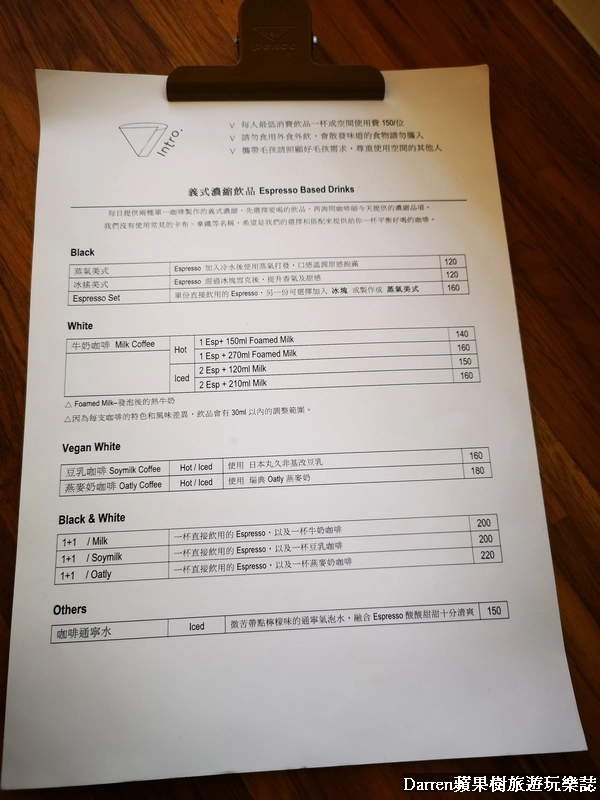 PENCO
Intro.
V 每人最低消費飲品一杯或空間使用費 150/位
V 請勿食用外食外飲，會散發味道的食物請勿攜入
V 攜帶毛孩請照顧好毛孩需求，尊重使用空間的其他人
義式濃縮飲品 Espresso Based Drinks
每日提供兩種單一咖啡製作的義式濃縮，先選擇要喝的飲品，再詢問咖啡師今天提供的濃縮品項。
我們沒有使用常見的卡布、拿鐵等名稱，希望是我們的選擇和搭配來提供給你一杯平衡好喝的咖啡。
Black
蒸氣美式 Espresso 加入冷水後使用蒸氣打發，口感溫潤甜感飽滿 120
冰搖美式 Espresso 經過冰塊雪克後，提升香氣及甜感 120
Espresso Set 單份直接飲用的 Espresso，另一份可選擇加入 冰塊 或製作成 蒸氣美式 160
White
牛奶咖啡 Milk Coffee Hot 1 Esp+ 150ml Foamed Milk 140
1 Esp + 270ml Foamed Milk 160
Iced 2 Esp + 120ml Milk 150
2 Esp + 210ml Milk 160
△ Foamed Milk–發泡後的熱牛奶
△因為每支咖啡的特色和風味差異，飲品會有 30ml 以內的調整範圍。
Vegan White
豆乳咖啡 Soymilk Coffee Hot / Iced 使用 日本丸久非基改豆乳 160
燕麥奶咖啡 Oatly Coffee Hot / Iced 使用 瑞典 Oatly 燕麥奶 180
Black & White
1+1 / Milk 一杯直接飲用的 Espresso，以及一杯牛奶咖啡 200
1+1 / Soymilk 一杯直接飲用的 Espresso，以及一杯豆乳咖啡 200
1+1 / Oatly 一杯直接飲用的 Espresso，以及一杯燕麥奶咖啡 220
Others
咖啡通寧水 Iced 微苦帶點檸檬味的通寧氣泡水，融合 Espresso 酸酸甜甜十分清爽 150
Darren蘋果樹旅遊玩樂誌